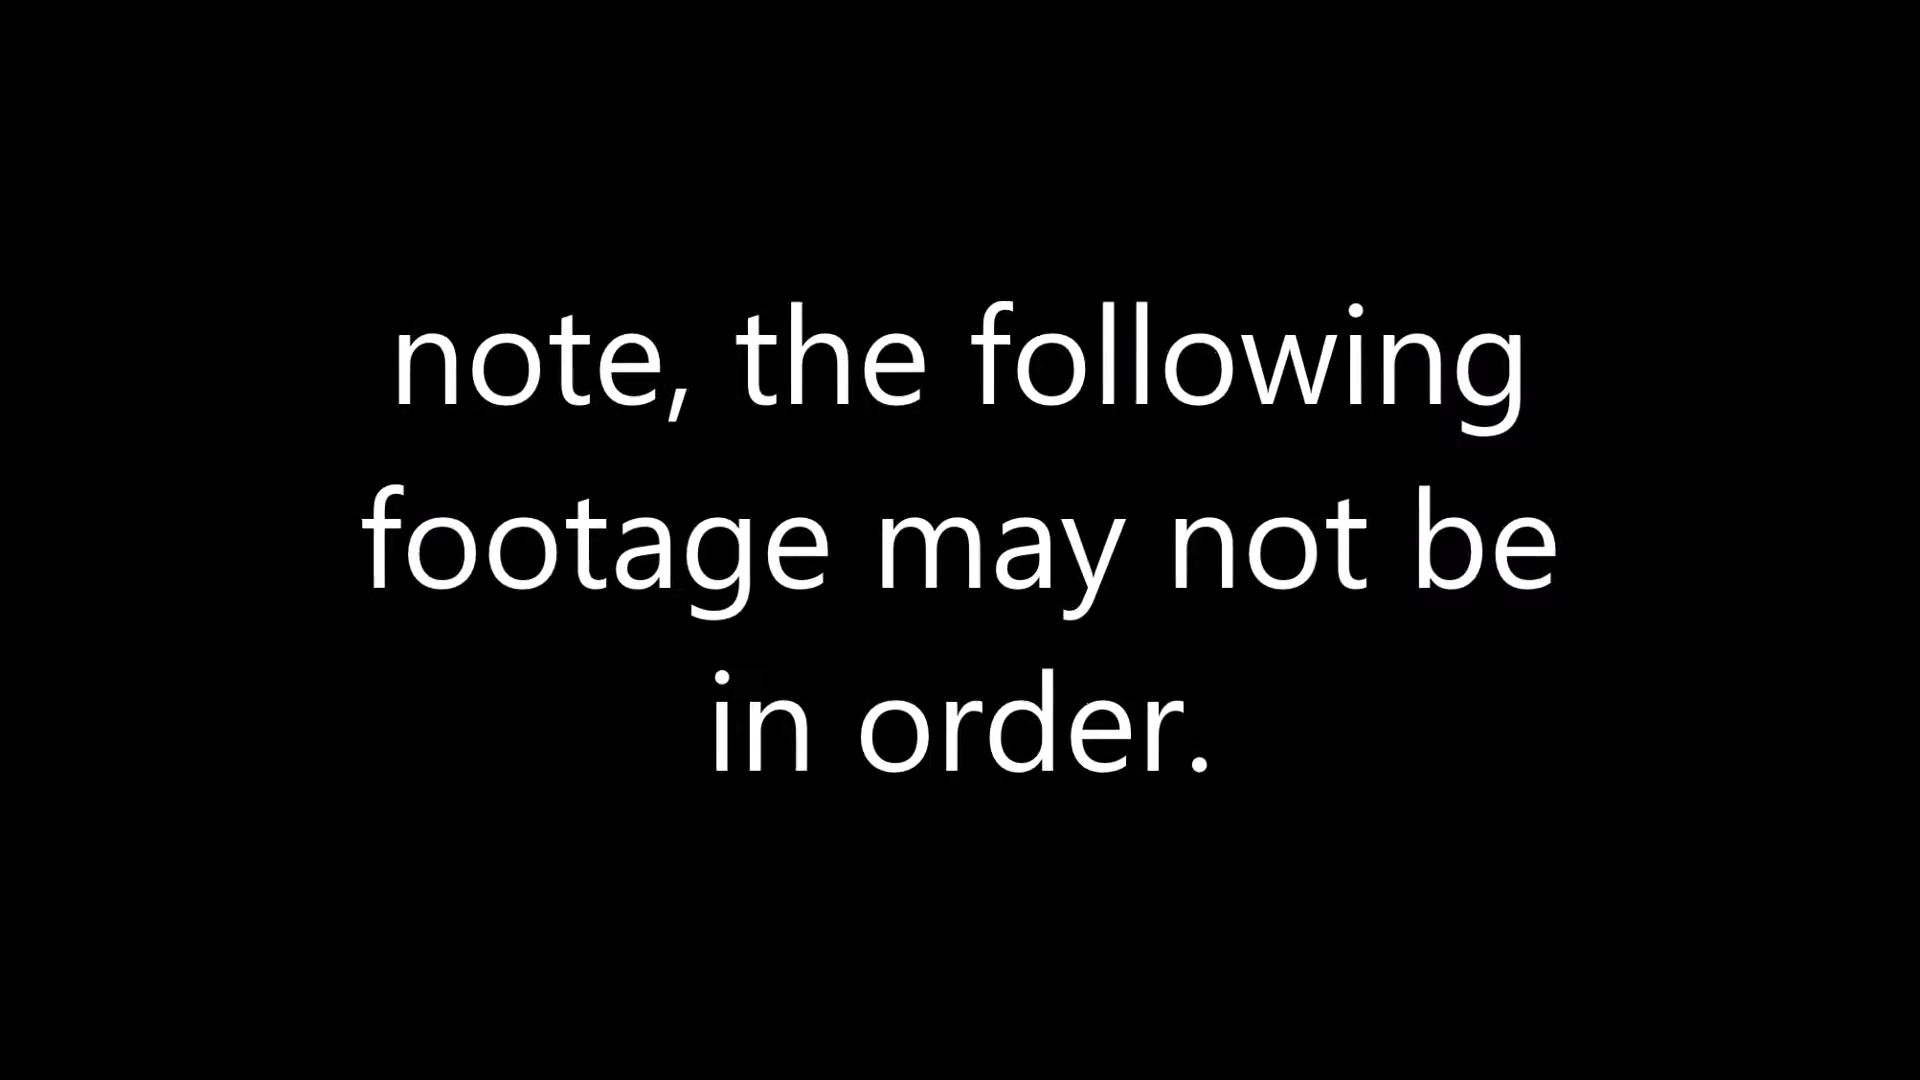 note, the following
footage may not be
in order.